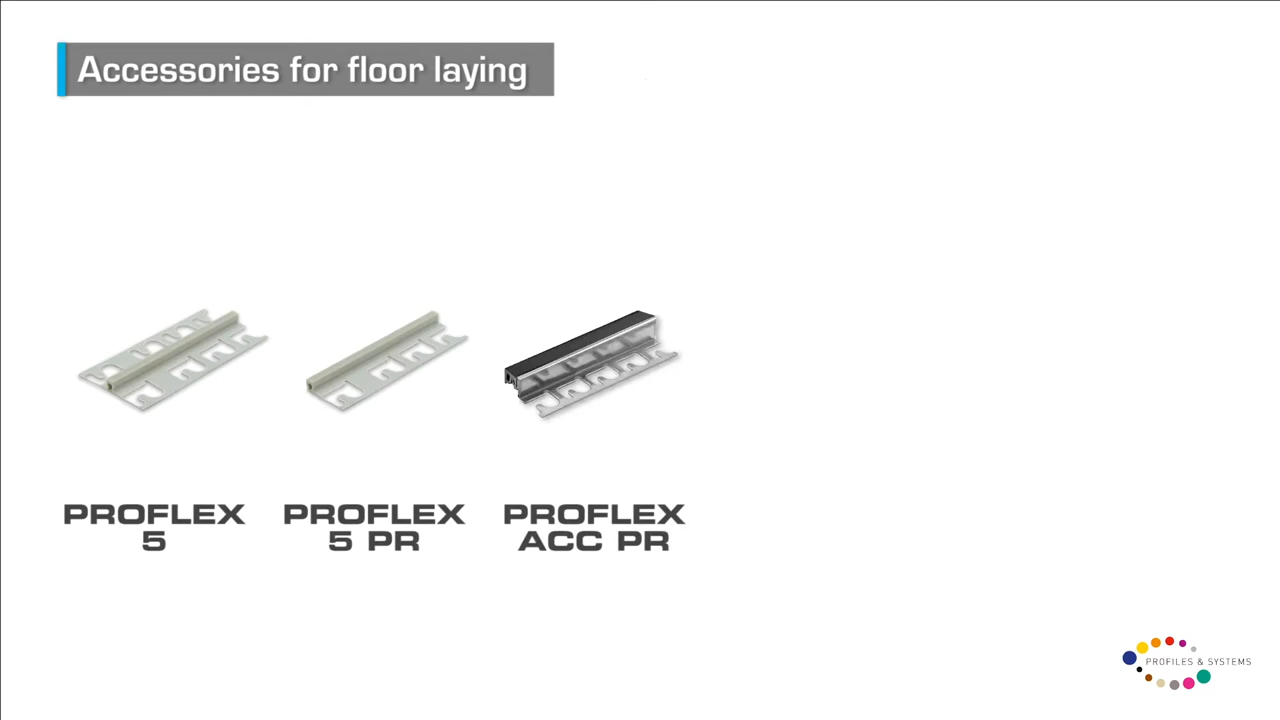 Accessories for floor laying
PROFLEX
5
PROFLEX
5 PR
PROFLEX
ACC PR
PROFILES & SYSTEMS